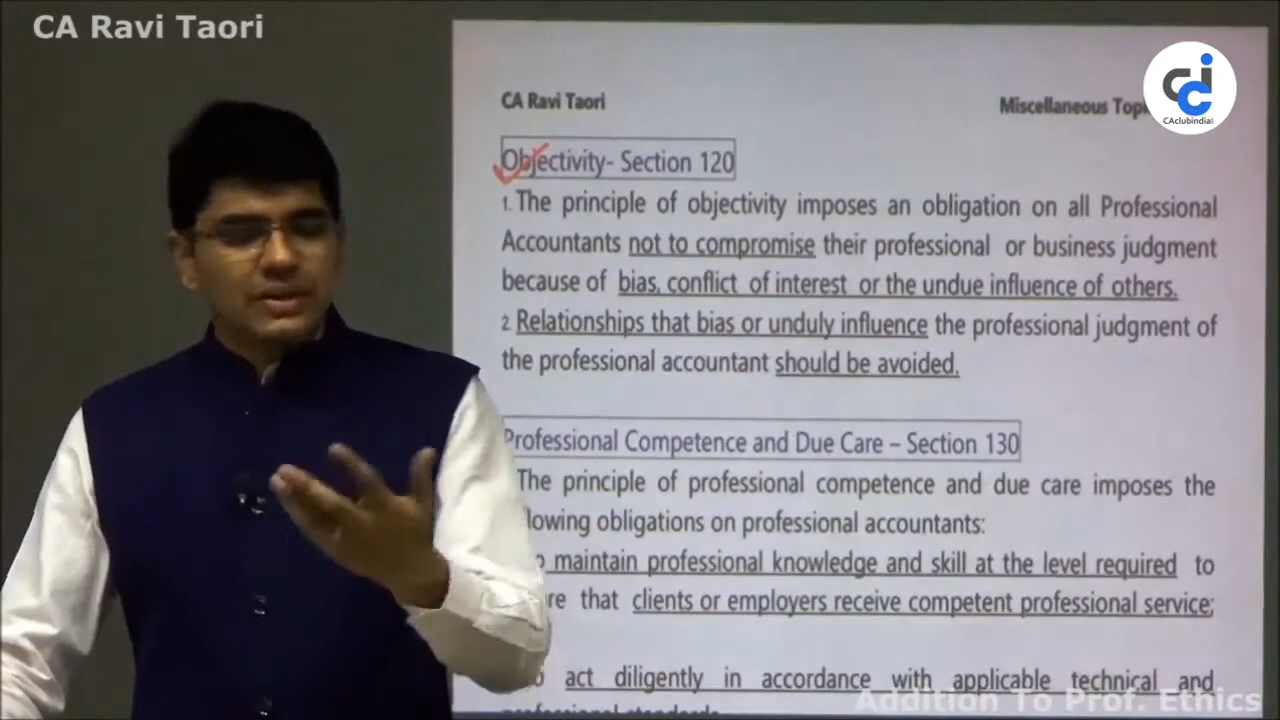 CA Ravi Taori
CA Ravi Taori
Miscellaneous
CAclubindia
Objectivity- Section 120
1. The principle of objectivity imposes an obligation on all Professional
Accountants not to compromise their professional or business judgment
because of bias, conflict of interest or the undue influence of others.
2. Relationships that bias or unduly influence the professional judgment of
the professional accountant should be avoided.
Professional Competence and Due Care – Section 130
The principle of professional competence and due care imposes the
lowing obligations on professional accountants:
maintain professional knowledge and skill at the level required to
re that clients or employers receive competent professional service;
act diligently in accordance with applicable technical and
Addition To Prof. Ethics